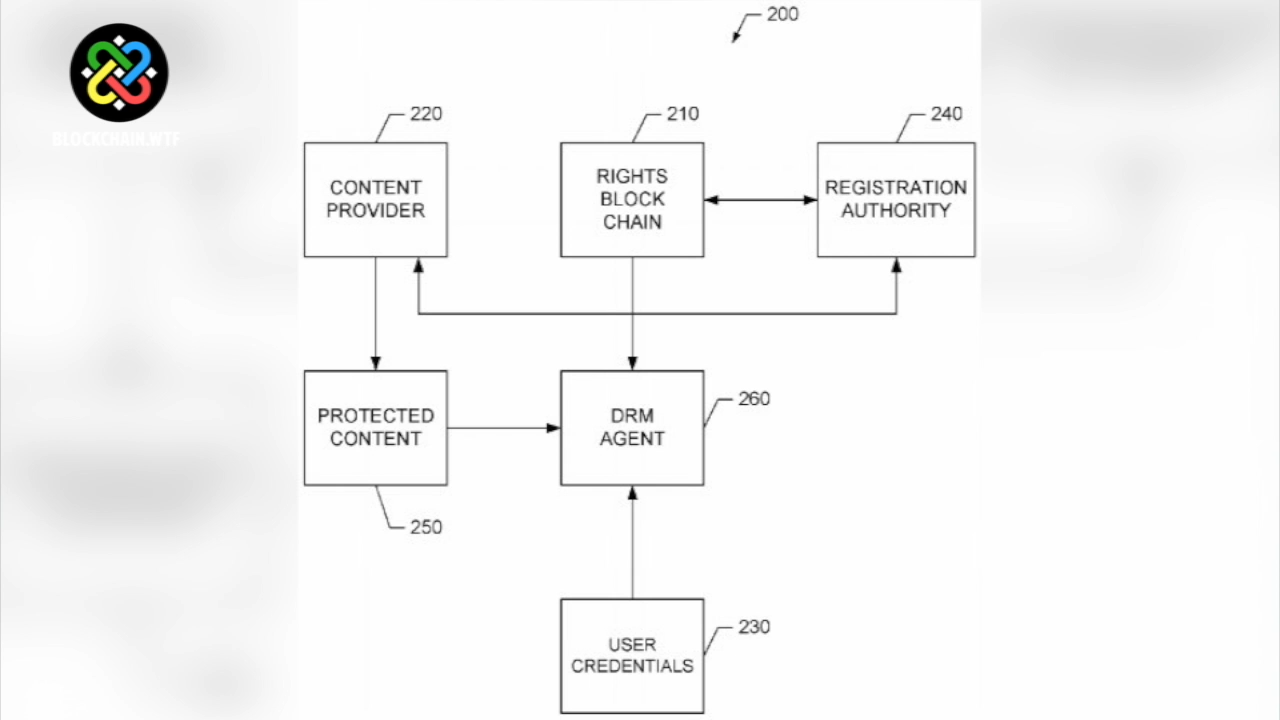 200
BLOCKCHAIN.WTF
220
210
240
CONTENT
PROVIDER
RIGHTS
BLOCK
CHAIN
REGISTRATION
AUTHORITY
PROTECTED
CONTENT
250
DRM
AGENT
260
USER
CREDENTIALS
230